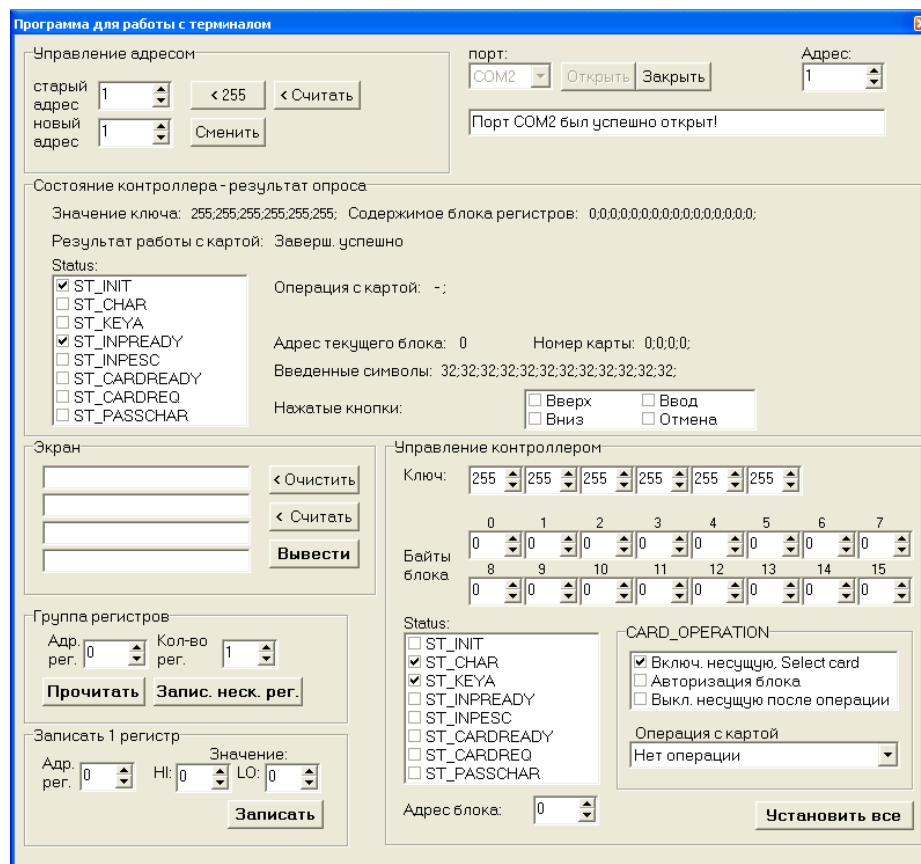 Программа для работы с терминалом
Управление адресом
старый адрес 1 < 255 < Считать
новый адрес 1 Сменить
порт: Адрес:
COM2 Открыть Закрыть 1
Порт COM2 был успешно открыт!
Состояние контроллера - результат опроса
Значение ключа: 255;255;255;255;255;255; Содержимое блока регистров: 0;0;0;0;0;0;0;0;0;0;0;0;0;0;0;0;
Результат работы с картой: Заверш. успешно
Status:
ST_INIT
ST_CHAR
ST_KEYA
ST_INPREADY
ST_INPESC
ST_CARDREADY
ST_CARDREQ
ST_PASSCHAR
Операция с картой: -;
Адрес текущего блока: 0 Номер карты: 0;0;0;0;
Введенные символы: 32;32;32;32;32;32;32;32;32;32;32;32;
Нажатые кнопки:
Вверх Ввод
Вниз Отмена
Экран
< Очистить
< Считать
Вывести
Группа регистров
Адр. рег. 0 Кол-во рег. 1
Прочитать Запис. неск. рег.
Записать 1 регистр
Значение:
Адр. рег. 0 HI: 0 LO: 0
Записать
Управление контроллером
Ключ: 255 255 255 255 255 255
Байты блока
0 1 2 3 4 5 6 7
0 0 0 0 0 0 0 0
8 9 10 11 12 13 14 15
0 0 0 0 0 0 0 0
Status:
ST_INIT
ST_CHAR
ST_KEYA
ST_INPREADY
ST_INPESC
ST_CARDREADY
ST_CARDREQ
ST_PASSCHAR
CARD_OPERATION
Включ. несущую, Select card
Авторизация блока
Выкл. несущую после операции
Операция с картой
Нет операции
Адрес блока: 0
Установить все